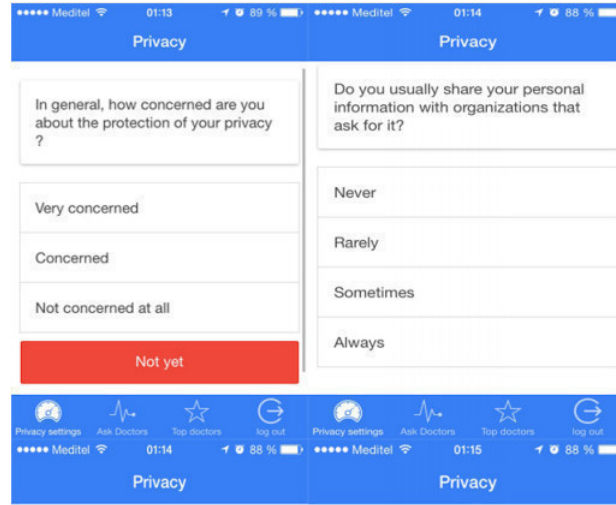 Meditel 01:13 89 %
Privacy
In general, how concerned are you
about the protection of your privacy
?
Very concerned
Concerned
Not concerned at all
Not yet
Privacy settings Ask Doctors Top doctors log out
Meditel 01:14 88 %
Privacy
Do you usually share your personal
information with organizations that
ask for it?
Never
Rarely
Sometimes
Always
Privacy settings Ask Doctors Top doctors log out
Meditel 01:14 88 %
Privacy
Meditel 01:15 88 %
Privacy